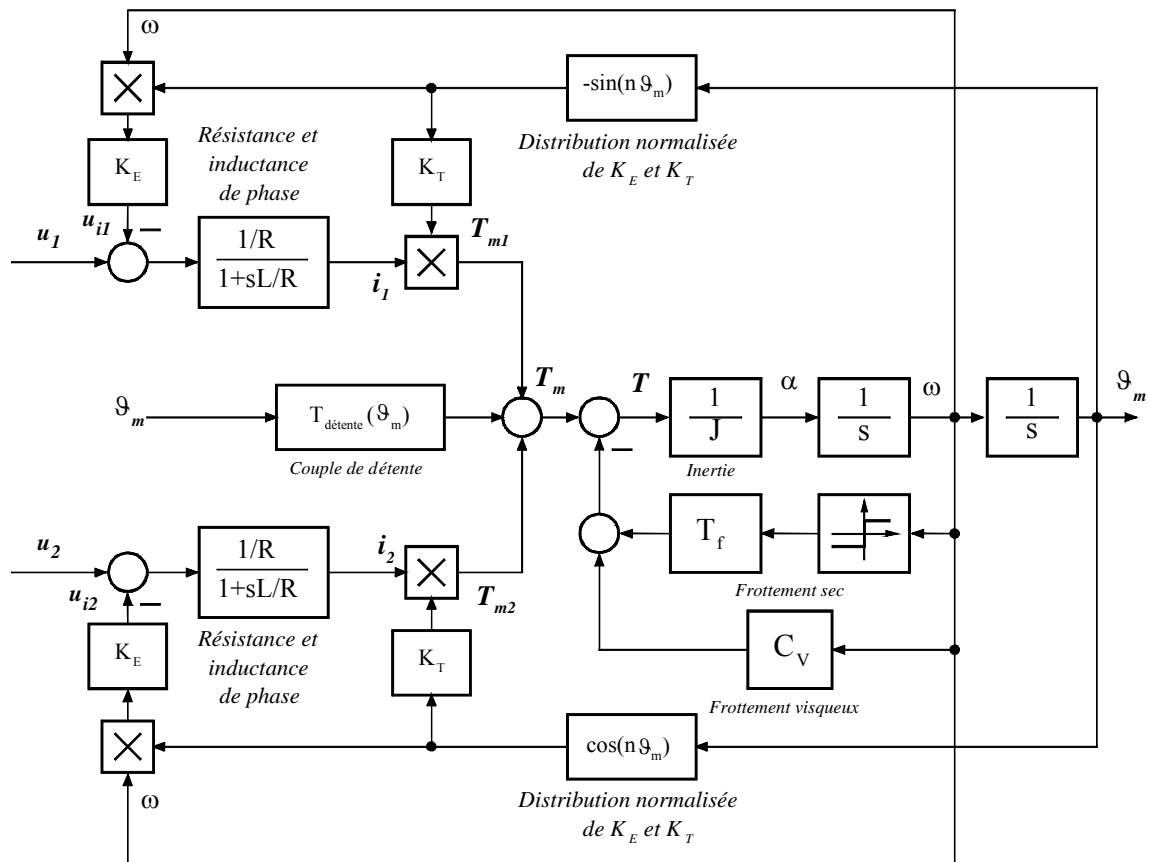 ω
-sin(nϑm)
Distribution normalisée
de KE et KT
Résistance et
inductance
de phase
KE
KT
ui1
u1
1/R
1+sL/R
i1
Tm1
ϑm
Tdétente(ϑm)
Couple de détente
Tm
T
1
J
Inertie
α
1
s
ω
1
s
ϑm
Tf
Frottement sec
CV
Frottement visqueux
u2
ui2
1/R
1+sL/R
i2
Tm2
Résistance et
inductance
de phase
KE
KT
cos(nϑm)
Distribution normalisée
de KE et KT
ω